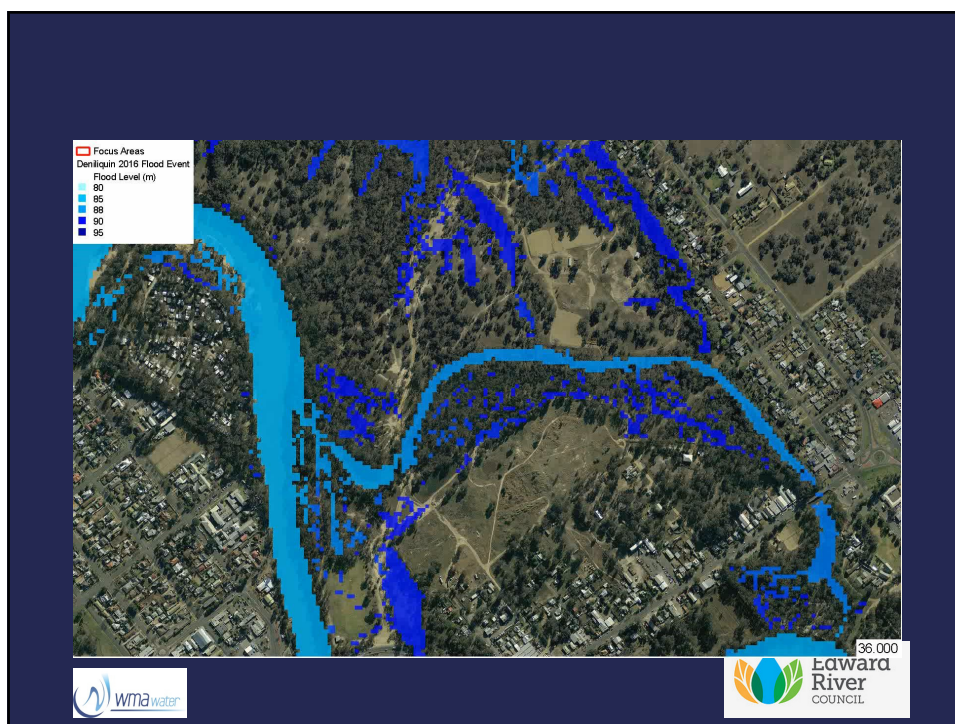 Focus Areas
Deniliquin 2016 Flood Event
Flood Level (m)
80
85
88
90
95
36.000
wmawater
Edward
River
COUNCIL